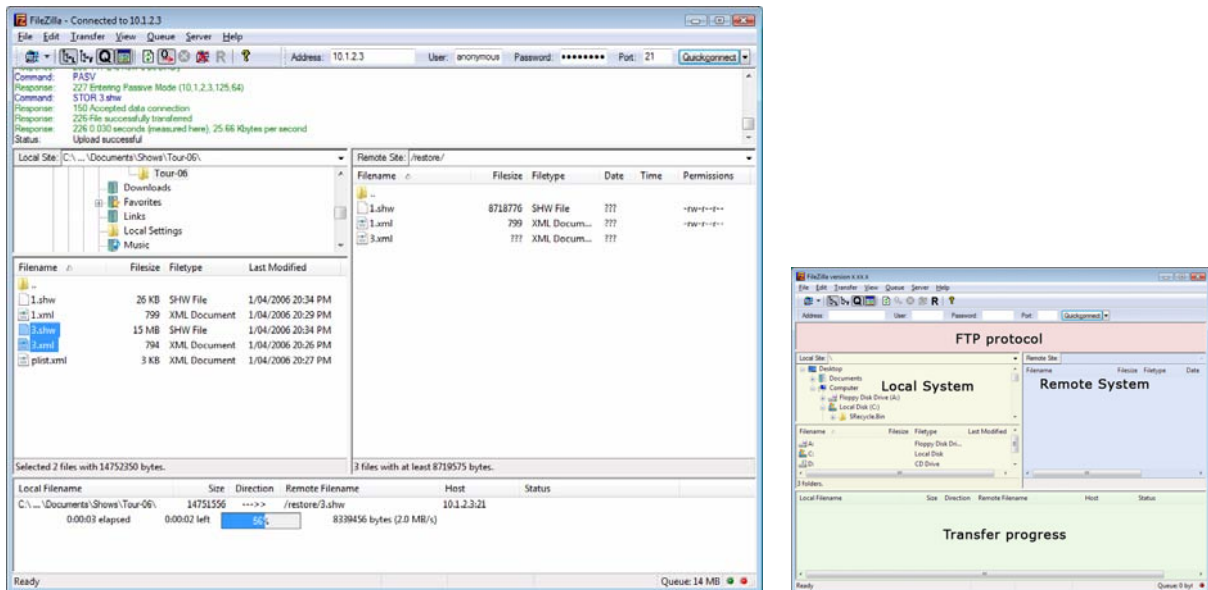 FileZilla - Connected to 10.1.2.3
File Edit Transfer View Queue Server Help
Address: 10.1.2.3 User: anonymous Password: •••••••• Port: 21 Quickconnect
Command: PASV
Response: 227 Entering Passive Mode (10,1,2,3,125,64)
Command: STOR 3.shw
Response: 150 Accepted data connection
Response: 226-File successfully transferred
Response: 226 0.030 seconds (measured here), 25.66 Kbytes per second
Status: Upload successful
Local Site: C:\ ... \Documents\Shows\Tour-06\
Tour-06
Downloads
Favorites
Links
Local Settings
Music
Filename Filesize Filetype Last Modified
..
1.shw 26 KB SHW File 1/04/2006 20:34 PM
1.xml 799 XML Document 1/04/2006 20:29 PM
3.shw 15 MB SHW File 1/04/2006 20:34 PM
3.xml 794 XML Document 1/04/2006 20:26 PM
plist.xml 3 KB XML Document 1/04/2006 20:27 PM
Selected 2 files with 14752350 bytes.
Remote Site: /restore/
Filename Filesize Filetype Date Time Permissions
..
1.shw 8718776 SHW File ??? -rw-r--r--
1.xml 799 XML Docum... ??? -rw-r--r--
3.xml ??? XML Docum... ???
3 files with at least 8719575 bytes.
Local Filename Size Direction Remote Filename Host Status
C:\ ... \Documents\Shows\Tour-06\ 14751556 --->> /restore/3.shw 10.1.2.3:21
0:00:03 elapsed 0:00:02 left 56% 8339456 bytes (2.0 MB/s)
Ready Queue: 14 MB
FileZilla version x.xx.x
File Edit Transfer View Queue Server Help
Address: User: Password: Port: Quickconnect
FTP protocol
Local Site: \
Desktop
Documents
Computer
Floppy Disk Drive (A:)
Local Disk (C:)
$Recycle.Bin
Local System
Filename Filesize Filetype Last Modified
A: Floppy Disk Dri...
C: Local Disk
D: CD Drive
3 folders.
Remote Site:
Filename Filesize Filetype Date
Remote System
Local Filename Size Direction Remote Filename Host Status
Transfer progress
Ready Queue: 0 byt